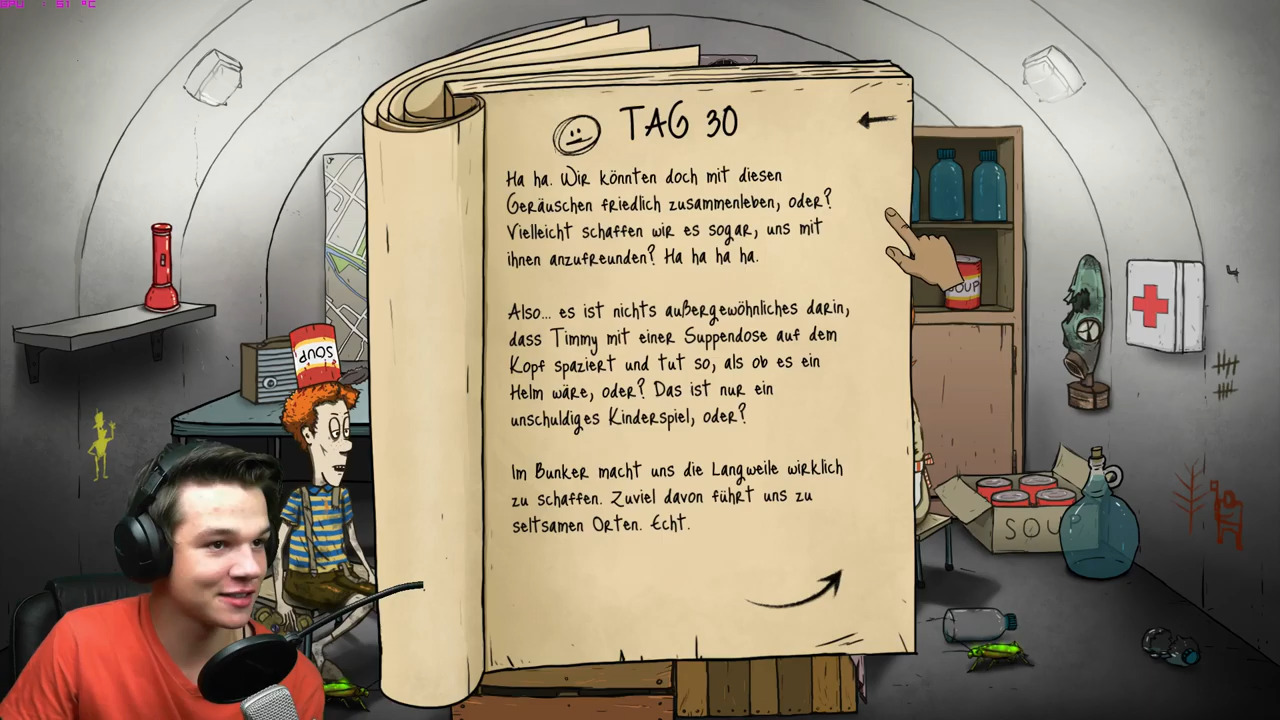 GPU : 51 °C
TAG 30
Ha ha. Wir könnten doch mit diesen
Geräuschen friedlich zusammenleben, oder?
Vielleicht schaffen wir es sogar, uns mit
ihnen anzufreunden? Ha ha ha ha.
Also... es ist nichts außergewöhnliches darin,
dass Timmy mit einer Suppendose auf dem
Kopf spaziert und tut so, als ob es ein
Helm wäre, oder? Das ist nur ein
unschuldiges Kinderspiel, oder?
Im Bunker macht uns die Langweile wirklich
zu schaffen. Zuviel davon führt uns zu
seltsamen Orten. Echt.
SOUP
SOUP
SOUP